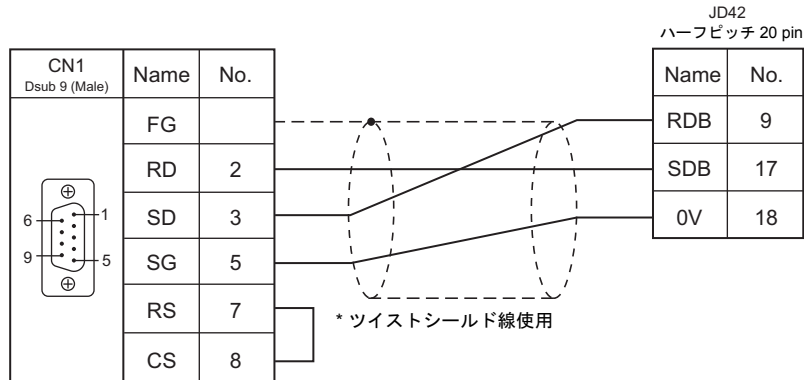 JD42
ハーフピッチ 20 pin
CN1
Dsub 9 (Male)
Name No.
Name No.
FG
RDB 9
RD 2
SDB 17
SD 3
0V 18
6 1
9 5
SG 5
RS 7
* ツイストシールド線使用
CS 8